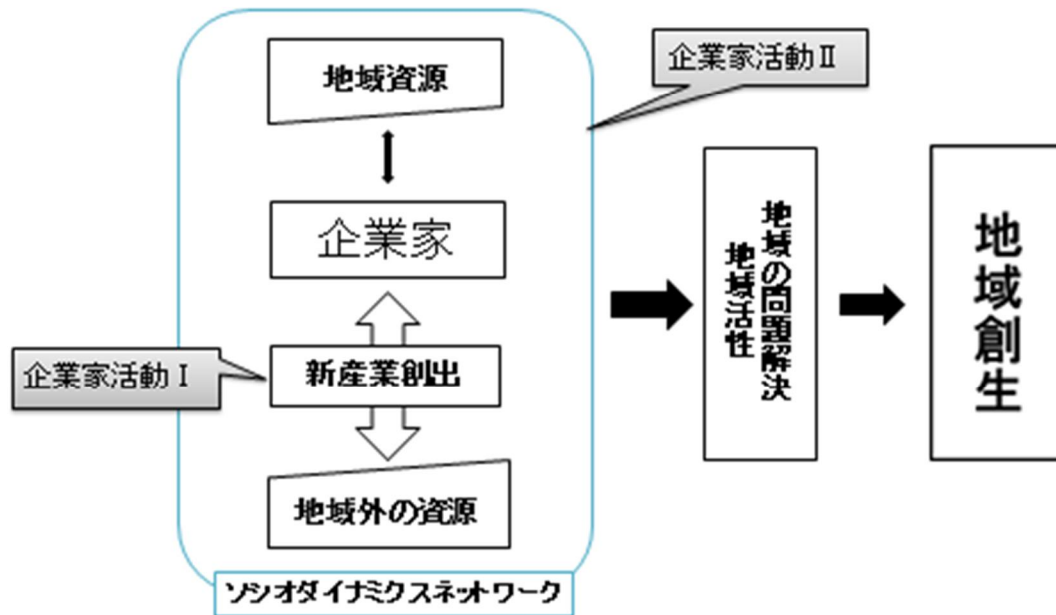 地域資源
企業家活動Ⅱ
企業家
企業家活動Ⅰ
新産業創出
地域外の資源
ソシオダイナミクスネットワーク
地域の問題解決
地域活性
地域創生